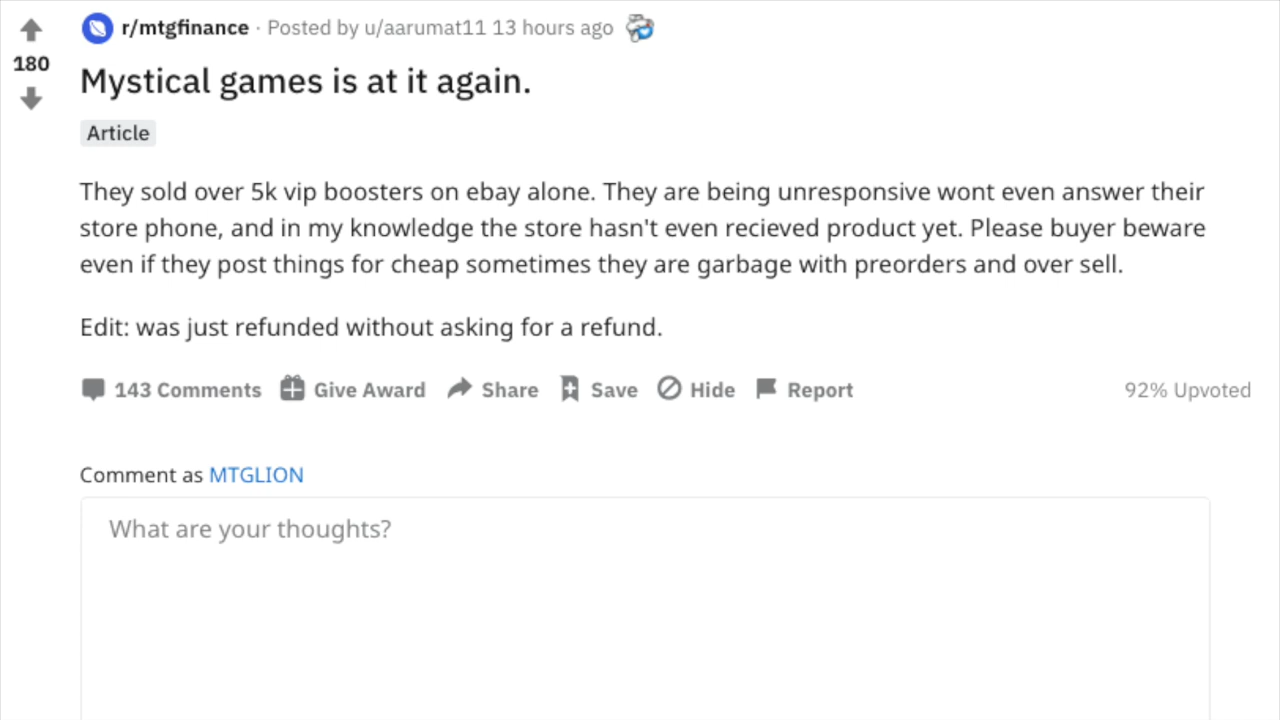 r/mtgfinance · Posted by u/aarumat11 13 hours ago
180
Mystical games is at it again.
Article
They sold over 5k vip boosters on ebay alone. They are being unresponsive wont even answer their
store phone, and in my knowledge the store hasn't even recieved product yet. Please buyer beware
even if they post things for cheap sometimes they are garbage with preorders and over sell.
Edit: was just refunded without asking for a refund.
143 Comments Give Award Share Save Hide Report 92% Upvoted
Comment as MTGLION
What are your thoughts?